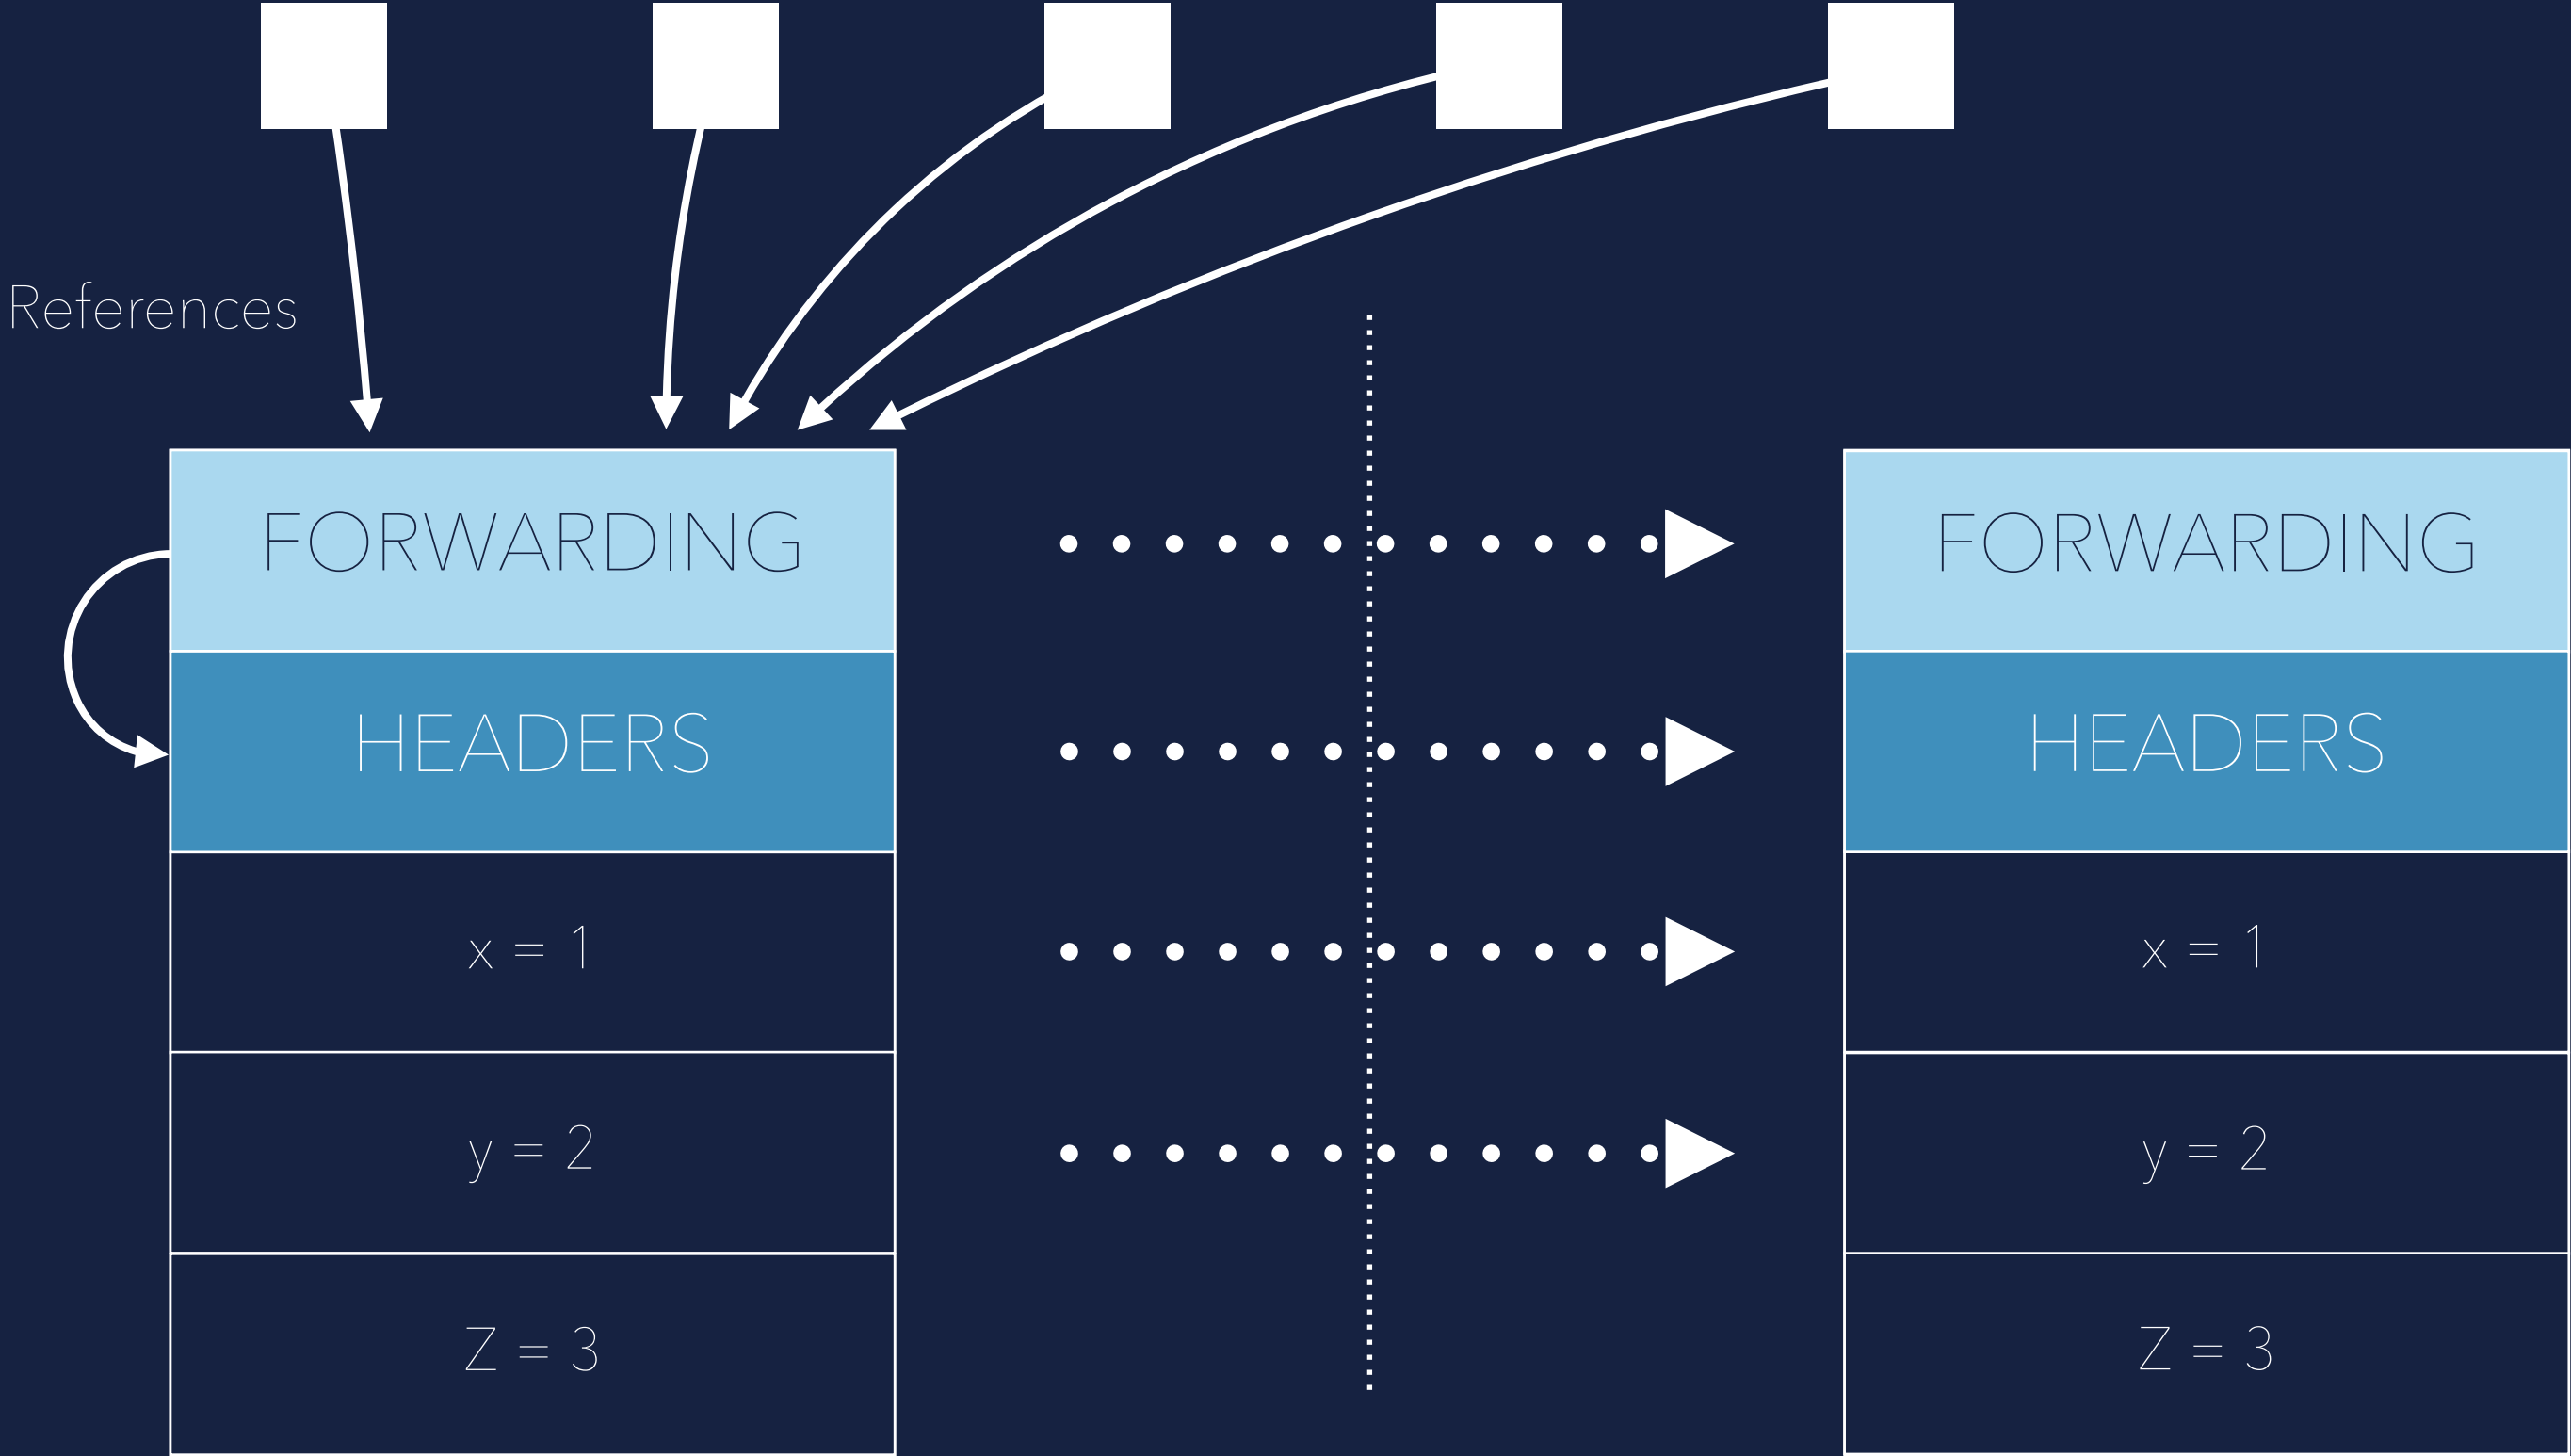 References
FORWARDING
HEADERS
x = 1
y = 2
Z = 3
FORWARDING
HEADERS
x = 1
y = 2
Z = 3